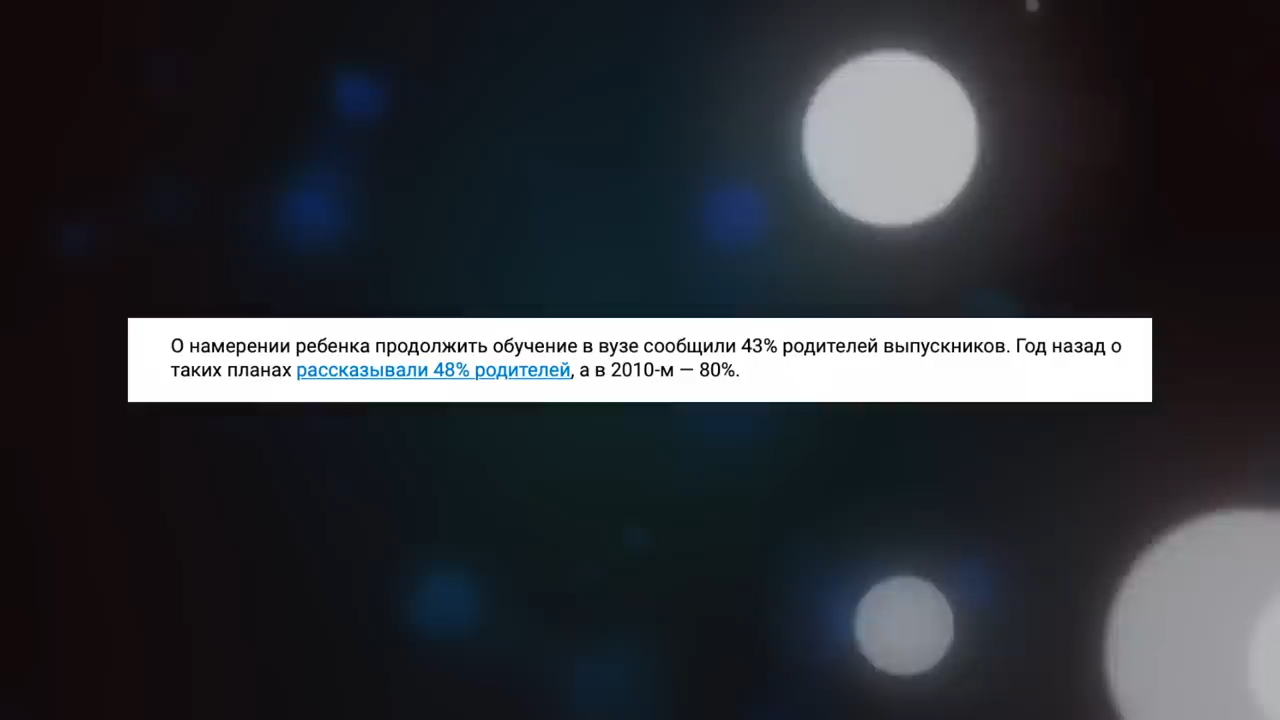 О намерении ребенка продолжить обучение в вузе сообщили 43% родителей выпускников. Год назад о
таких планах рассказывали 48% родителей, а в 2010-м — 80%.